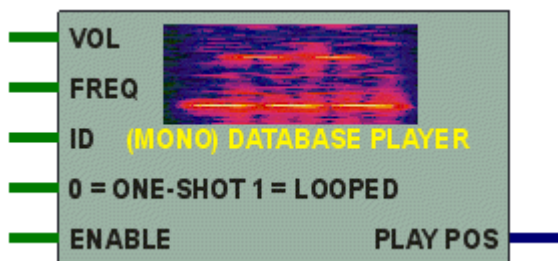 VOL
FREQ
ID (MONO) DATABASE PLAYER
0 = ONE-SHOT 1 = LOOPED
ENABLE PLAY POS